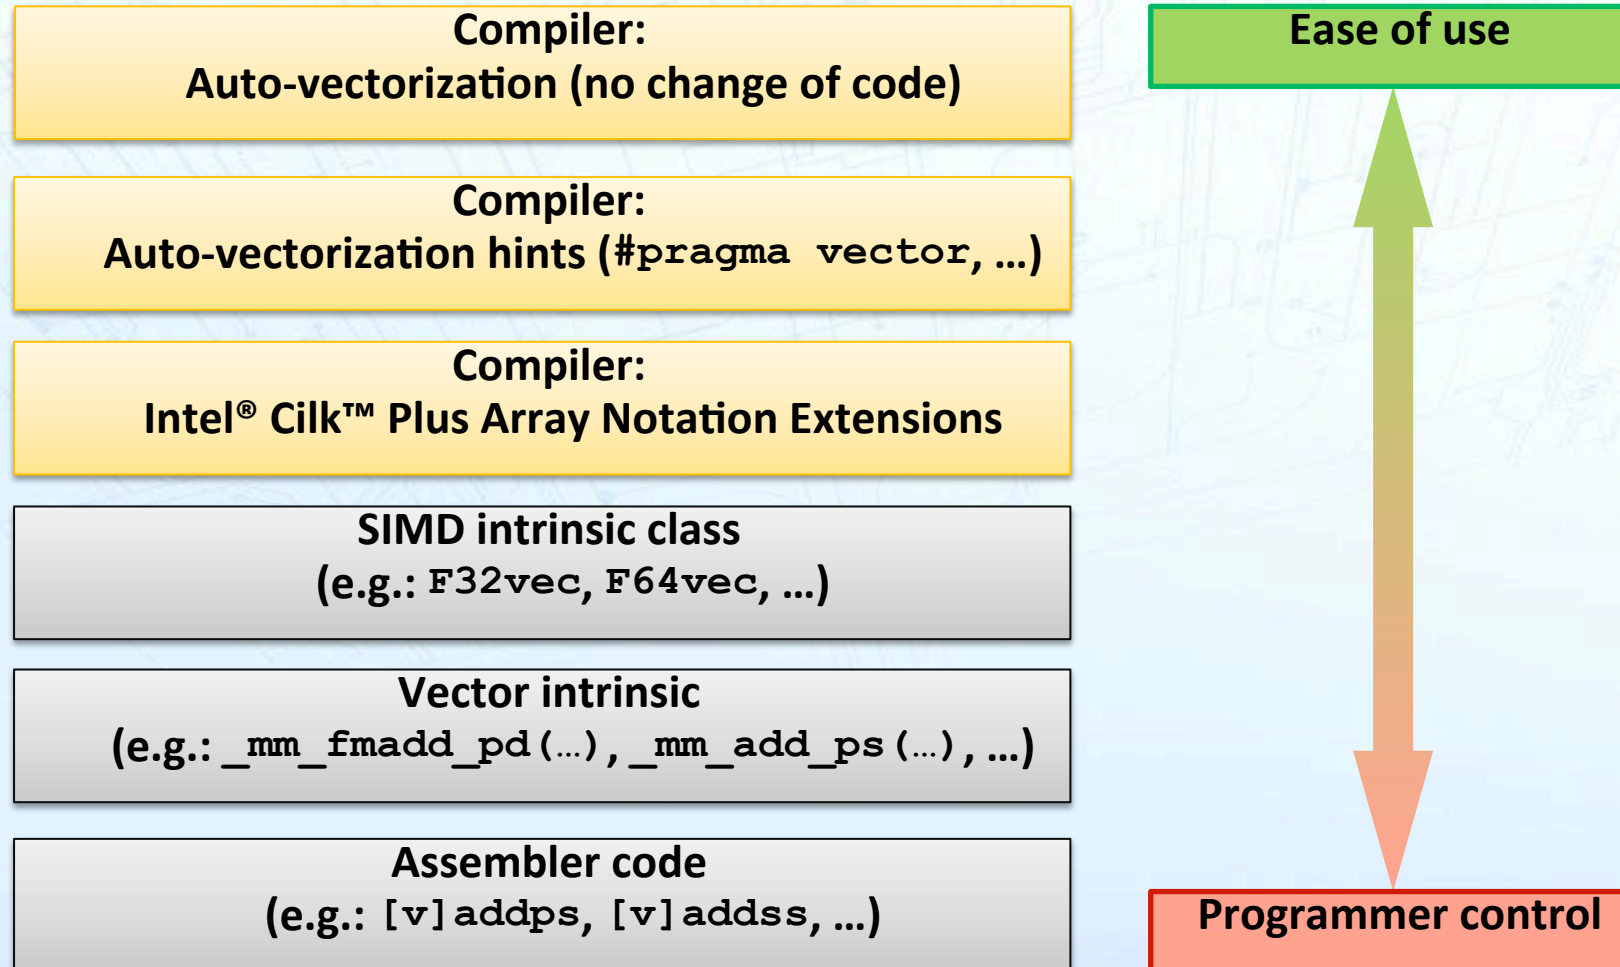 Compiler:
Auto-vectorization (no change of code)
Compiler:
Auto-vectorization hints (#pragma vector, …)
Compiler:
Intel® Cilk™ Plus Array Notation Extensions
SIMD intrinsic class
(e.g.: F32vec, F64vec, …)
Vector intrinsic
(e.g.: _mm_fmadd_pd(…), _mm_add_ps(…), …)
Assembler code
(e.g.: [v]addps, [v]addss, …)
Ease of use
Programmer control